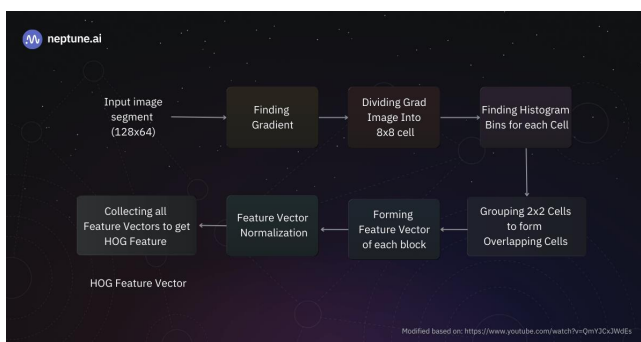 neptune.ai
Input image
segment
(128x64)
Finding
Gradient
Dividing Grad
Image Into
8x8 cell
Finding Histogram
Bins for each Cell
Collecting all
Feature Vectors to get
HOG Feature
Feature Vector
Normalization
Forming
Feature Vector
of each block
Grouping 2x2 Cells
to form
Overlapping Cells
HOG Feature Vector
Modified based on: https://www.youtube.com/watch?v=QmYJCxJWdEs